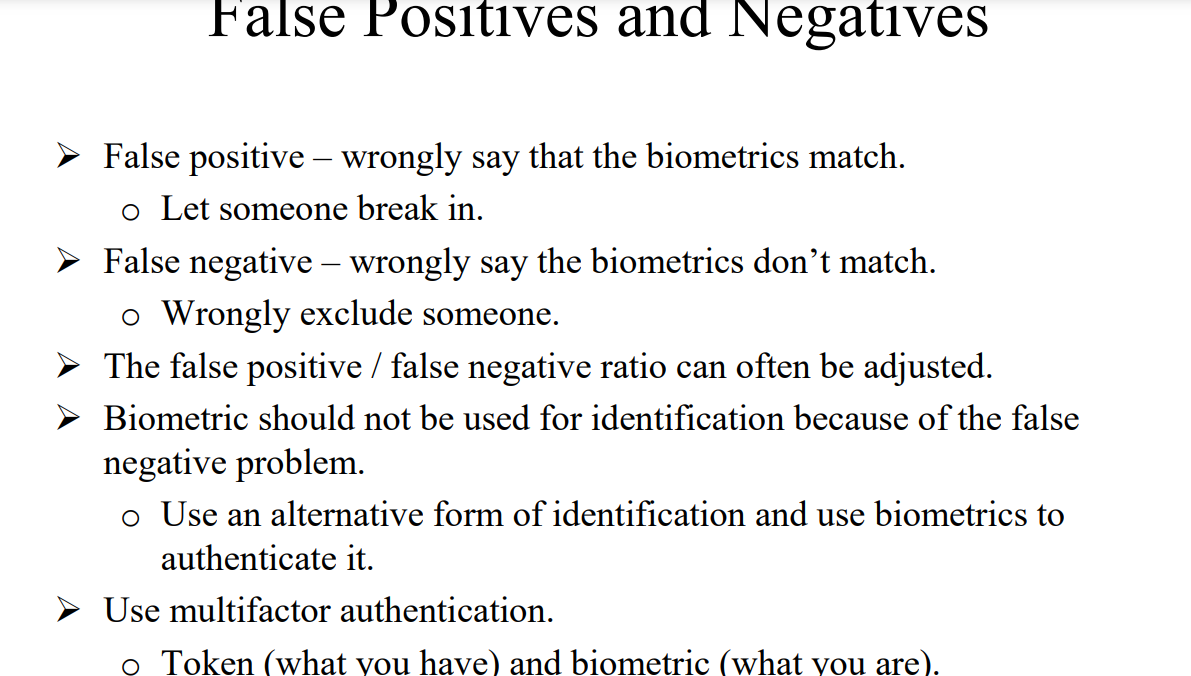 False Positives and Negatives
➢ False positive – wrongly say that the biometrics match.
o Let someone break in.
➢ False negative – wrongly say the biometrics don’t match.
o Wrongly exclude someone.
➢ The false positive / false negative ratio can often be adjusted.
➢ Biometric should not be used for identification because of the false
negative problem.
o Use an alternative form of identification and use biometrics to
authenticate it.
➢ Use multifactor authentication.
o Token (what you have) and biometric (what you are).